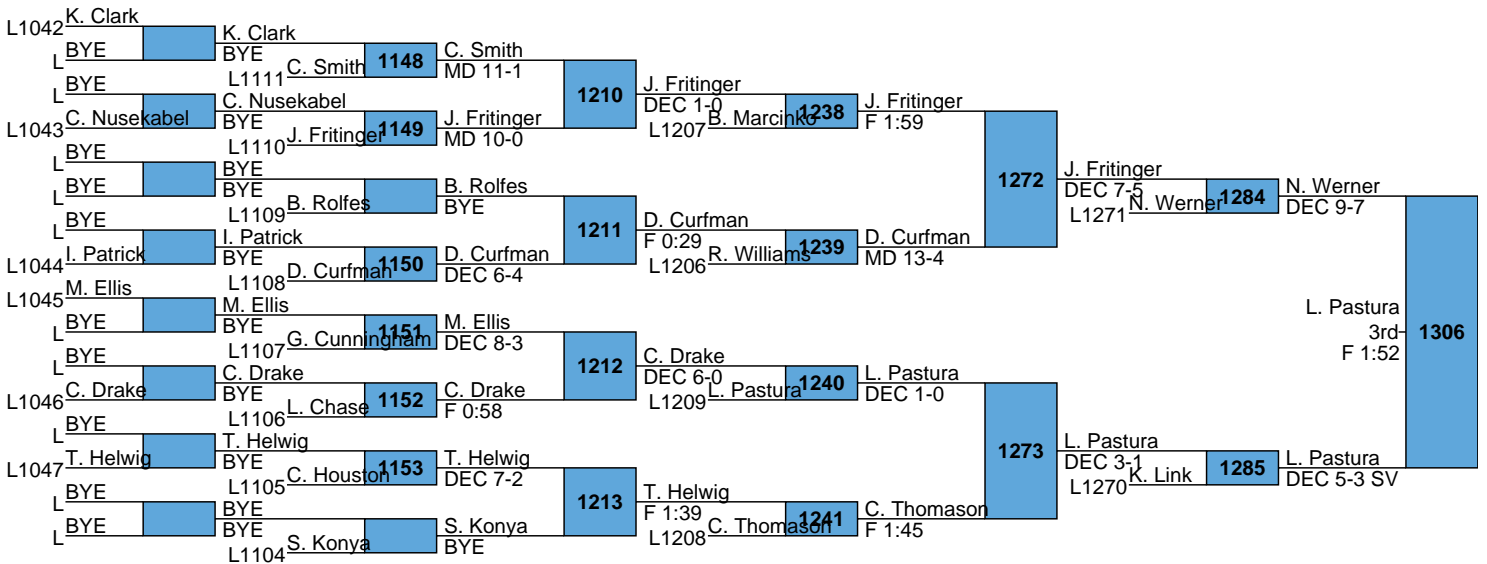 K. Clark
L1042
BYE
L
K. Clark
BYE
L1111
C. Smith
1148
C. Smith
MD 11-1
BYE
L
C. Nusekabel
L1043
C. Nusekabel
BYE
L1110
J. Fritinger
1149
J. Fritinger
MD 10-0
1210
J. Fritinger
DEC 1-0
L1207
B. Marcinko
1238
J. Fritinger
F 1:59
BYE
L
BYE
L
BYE
BYE
L1109
B. Rolfes
B. Rolfes
BYE
BYE
L
I. Patrick
L1044
I. Patrick
BYE
L1108
D. Curfman
1150
D. Curfman
DEC 6-4
1211
D. Curfman
F 0:29
L1206
R. Williams
1239
D. Curfman
MD 13-4
1272
J. Fritinger
DEC 7-5
L1271
N. Werner
1284
N. Werner
DEC 9-7
M. Ellis
L1045
BYE
L
M. Ellis
BYE
L1107
G. Cunningham
1151
M. Ellis
DEC 8-3
BYE
L
C. Drake
L1046
C. Drake
BYE
L1106
L. Chase
1152
C. Drake
F 0:58
1212
C. Drake
DEC 6-0
L1209
L. Pastura
1240
L. Pastura
DEC 1-0
BYE
L
T. Helwig
L1047
T. Helwig
BYE
L1105
C. Houston
1153
T. Helwig
DEC 7-2
BYE
L
BYE
L
BYE
BYE
L1104
S. Konya
S. Konya
BYE
1213
T. Helwig
F 1:39
L1208
C. Thomason
1241
C. Thomason
F 1:45
1273
L. Pastura
DEC 3-1
L1270
K. Link
1285
L. Pastura
DEC 5-3 SV
L. Pastura
3rd
F 1:52
1306